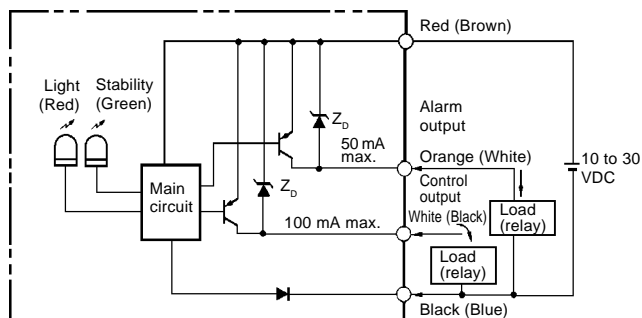 Red (Brown)
Light
(Red)
Stability
(Green)
Z_D
50 mA
max.
Alarm
output
Orange (White)
10 to 30
VDC
Main
circuit
Z_D
Control
output
100 mA max.
White (Black)
Load
(relay)
Load
(relay)
Black (Blue)